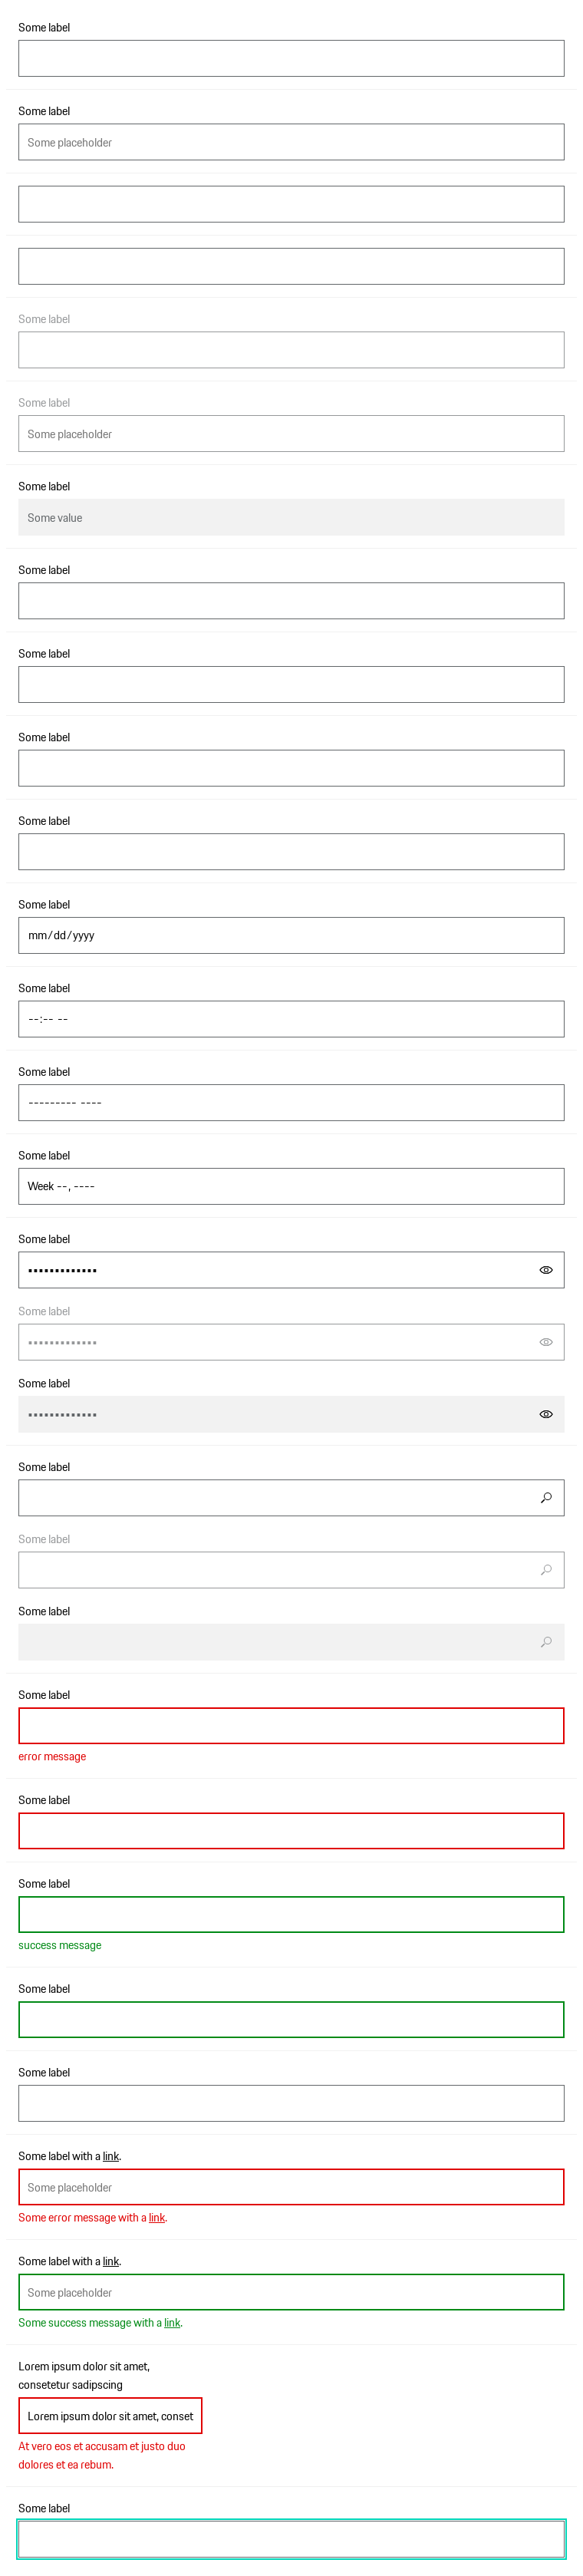 Some label
Some label
Some placeholder
Some label
Some label
Some placeholder
Some label
Some value
Some label
Some label
Some label
Some label
Some label
mm/dd/yyyy
Some label
--:-- --
Some label
--------- ----
Some label
Week --, ----
Some label
•••••••••••••
Some label
•••••••••••••
Some label
•••••••••••••
Some label
Some label
Some label
Some label
error message
Some label
Some label
success message
Some label
Some label
Some label with a link.
Some placeholder
Some error message with a link.
Some label with a link.
Some placeholder
Some success message with a link.
Lorem ipsum dolor sit amet,
consetetur sadipscing
Lorem ipsum dolor sit amet, conset
At vero eos et accusam et justo duo
dolores et ea rebum.
Some label